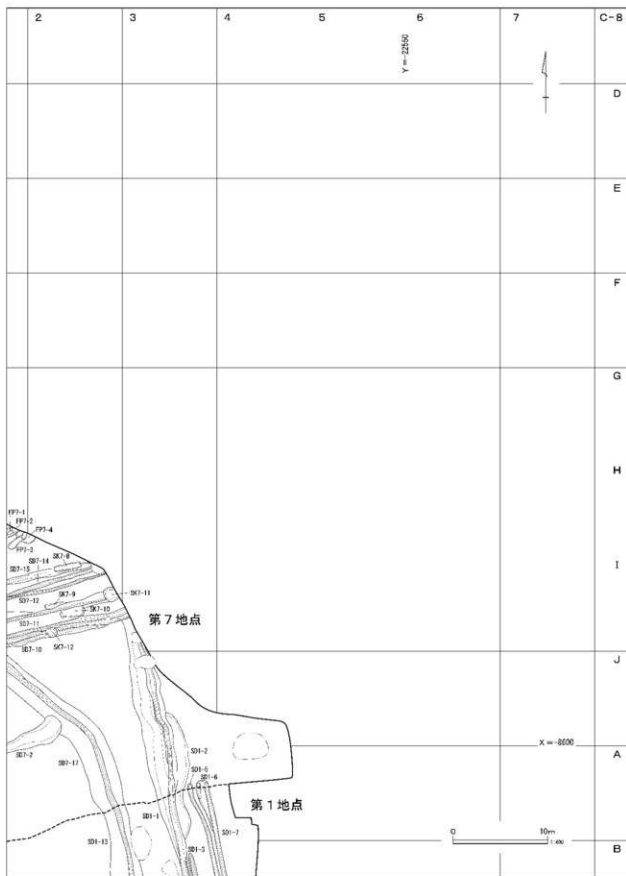 2 3 4 5 6 7 C-8
Y=-22550
D
E
F
G
H
FP7-1
FP7-2
FP7-4
FP7-3
I
SD7-14
SK7-8
SD7-15
SK7-11
SD7-12
SK7-9
SK7-10
第7地点
SD7-11
SK7-12
SD7-10
J
X=-8600
A
SD7-2
SD7-17
SD1-2
SD1-5
SD1-6
第1地点
SD1-1
SD1-7
SD1-13
SD1-3
0 10m
B